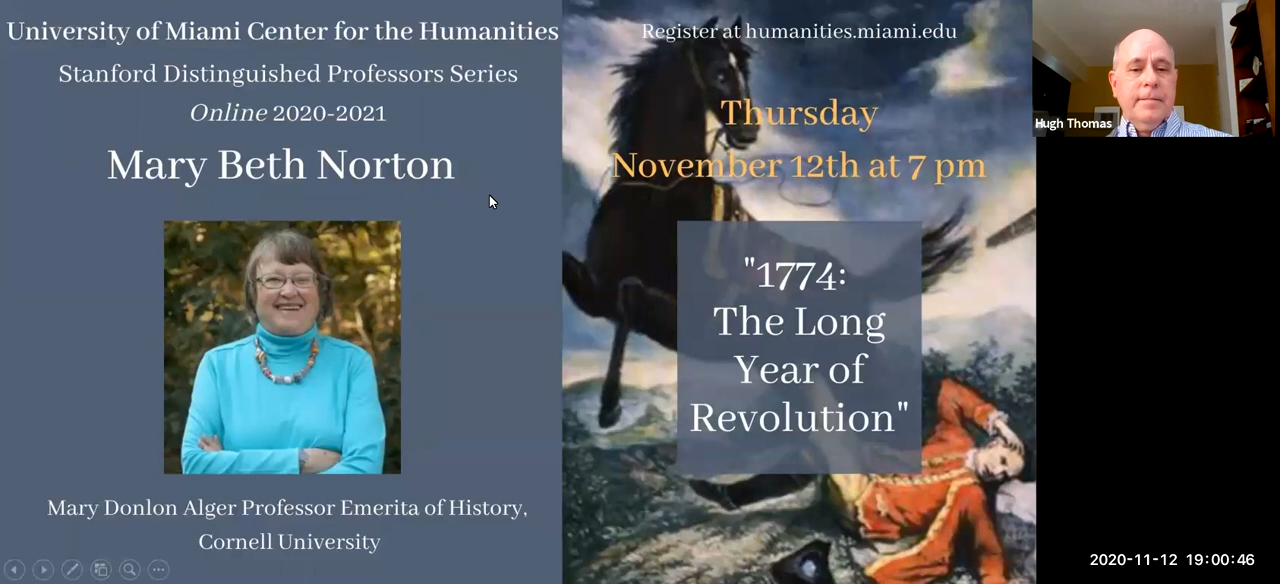 University of Miami Center for the Humanities
Stanford Distinguished Professors Series
Online 2020-2021
Mary Beth Norton
Mary Donlon Alger Professor Emerita of History,
Cornell University
Register at humanities.miami.edu
Thursday
November 12th at 7 pm
"1774:
The Long
Year of
Revolution"
Hugh Thomas
2020-11-12 19:00:46